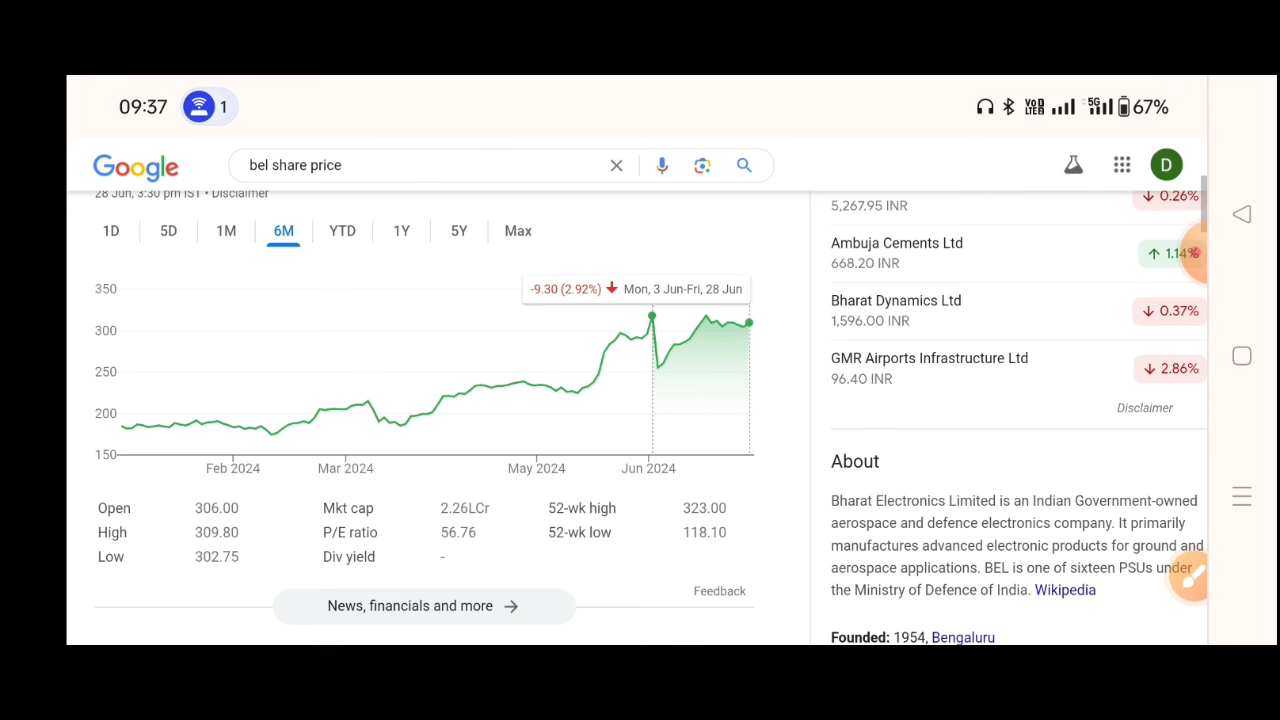 09:37
1
VoD LTE
5G
67%
Google
bel share price
D
28 Jun, 3:30 pm IST • Disclaimer
1D
5D
1M
6M
YTD
1Y
5Y
Max
-9.30 (2.92%) ↓ Mon, 3 Jun-Fri, 28 Jun
350
300
250
200
150
Feb 2024
Mar 2024
May 2024
Jun 2024
Open 306.00 Mkt cap 2.26LCr 52-wk high 323.00
High 309.80 P/E ratio 56.76 52-wk low 118.10
Low 302.75 Div yield -
Feedback
News, financials and more →
↓ 0.26%
5,267.95 INR
Ambuja Cements Ltd
668.20 INR
↑ 1.14%
Bharat Dynamics Ltd
1,596.00 INR
↓ 0.37%
GMR Airports Infrastructure Ltd
96.40 INR
↓ 2.86%
Disclaimer
About
Bharat Electronics Limited is an Indian Government-owned
aerospace and defence electronics company. It primarily
manufactures advanced electronic products for ground and
aerospace applications. BEL is one of sixteen PSUs under
the Ministry of Defence of India. Wikipedia
Founded: 1954, Bengaluru